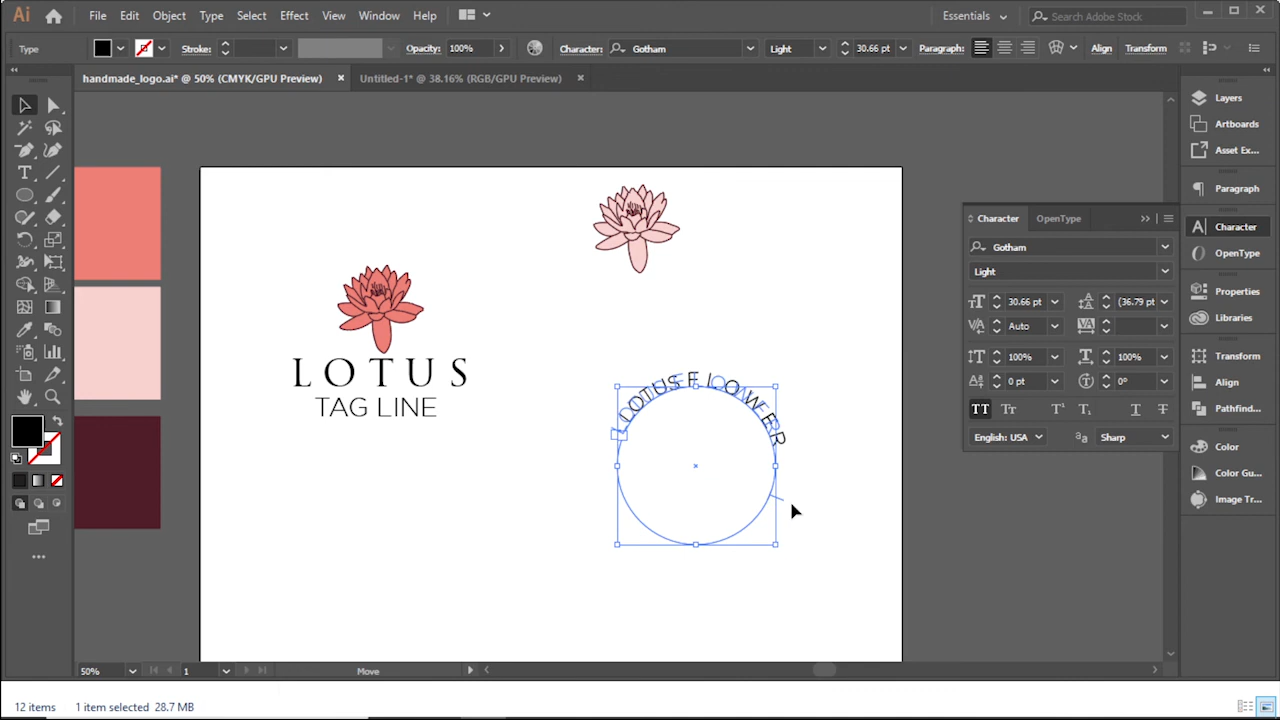 Ai File Edit Object Type Select Effect View Window Help Essentials Search Adobe Stock
Type Stroke: Opacity: 100% Character: Gotham Light 30.66 pt Paragraph: Align Transform
handmade_logo.ai* @ 50% (CMYK/GPU Preview) Untitled-1* @ 38.16% (RGB/GPU Preview)
Layers
Artboards
Asset Ex...
Paragraph
Character
OpenType
Properties
Libraries
Transform
Align
Pathfin...
Color
Color Gu...
Image Tr...
Character OpenType
Gotham
Light
30.66 pt (36.79 pt
Auto
100% 100%
0 pt 0°
English: USA Sharp
LOTUS
TAG LINE
LOTUS FLOWER
50% 1 Move
12 items 1 item selected 28.7 MB